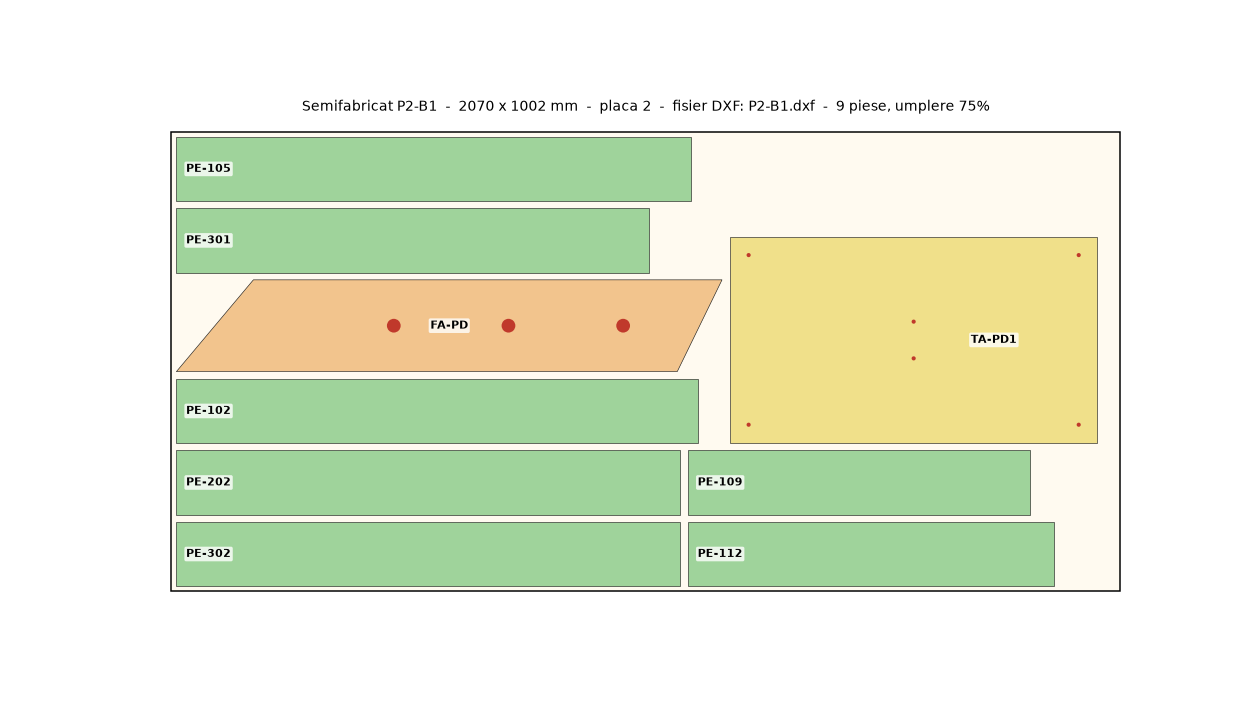 Semifabricat P2-B1 - 2070 x 1002 mm - placa 2 - fisier DXF: P2-B1.dxf - 9 piese, umplere 75%
PE-105
PE-301
FA-PD
TA-PD1
PE-102
PE-202
PE-109
PE-302
PE-112